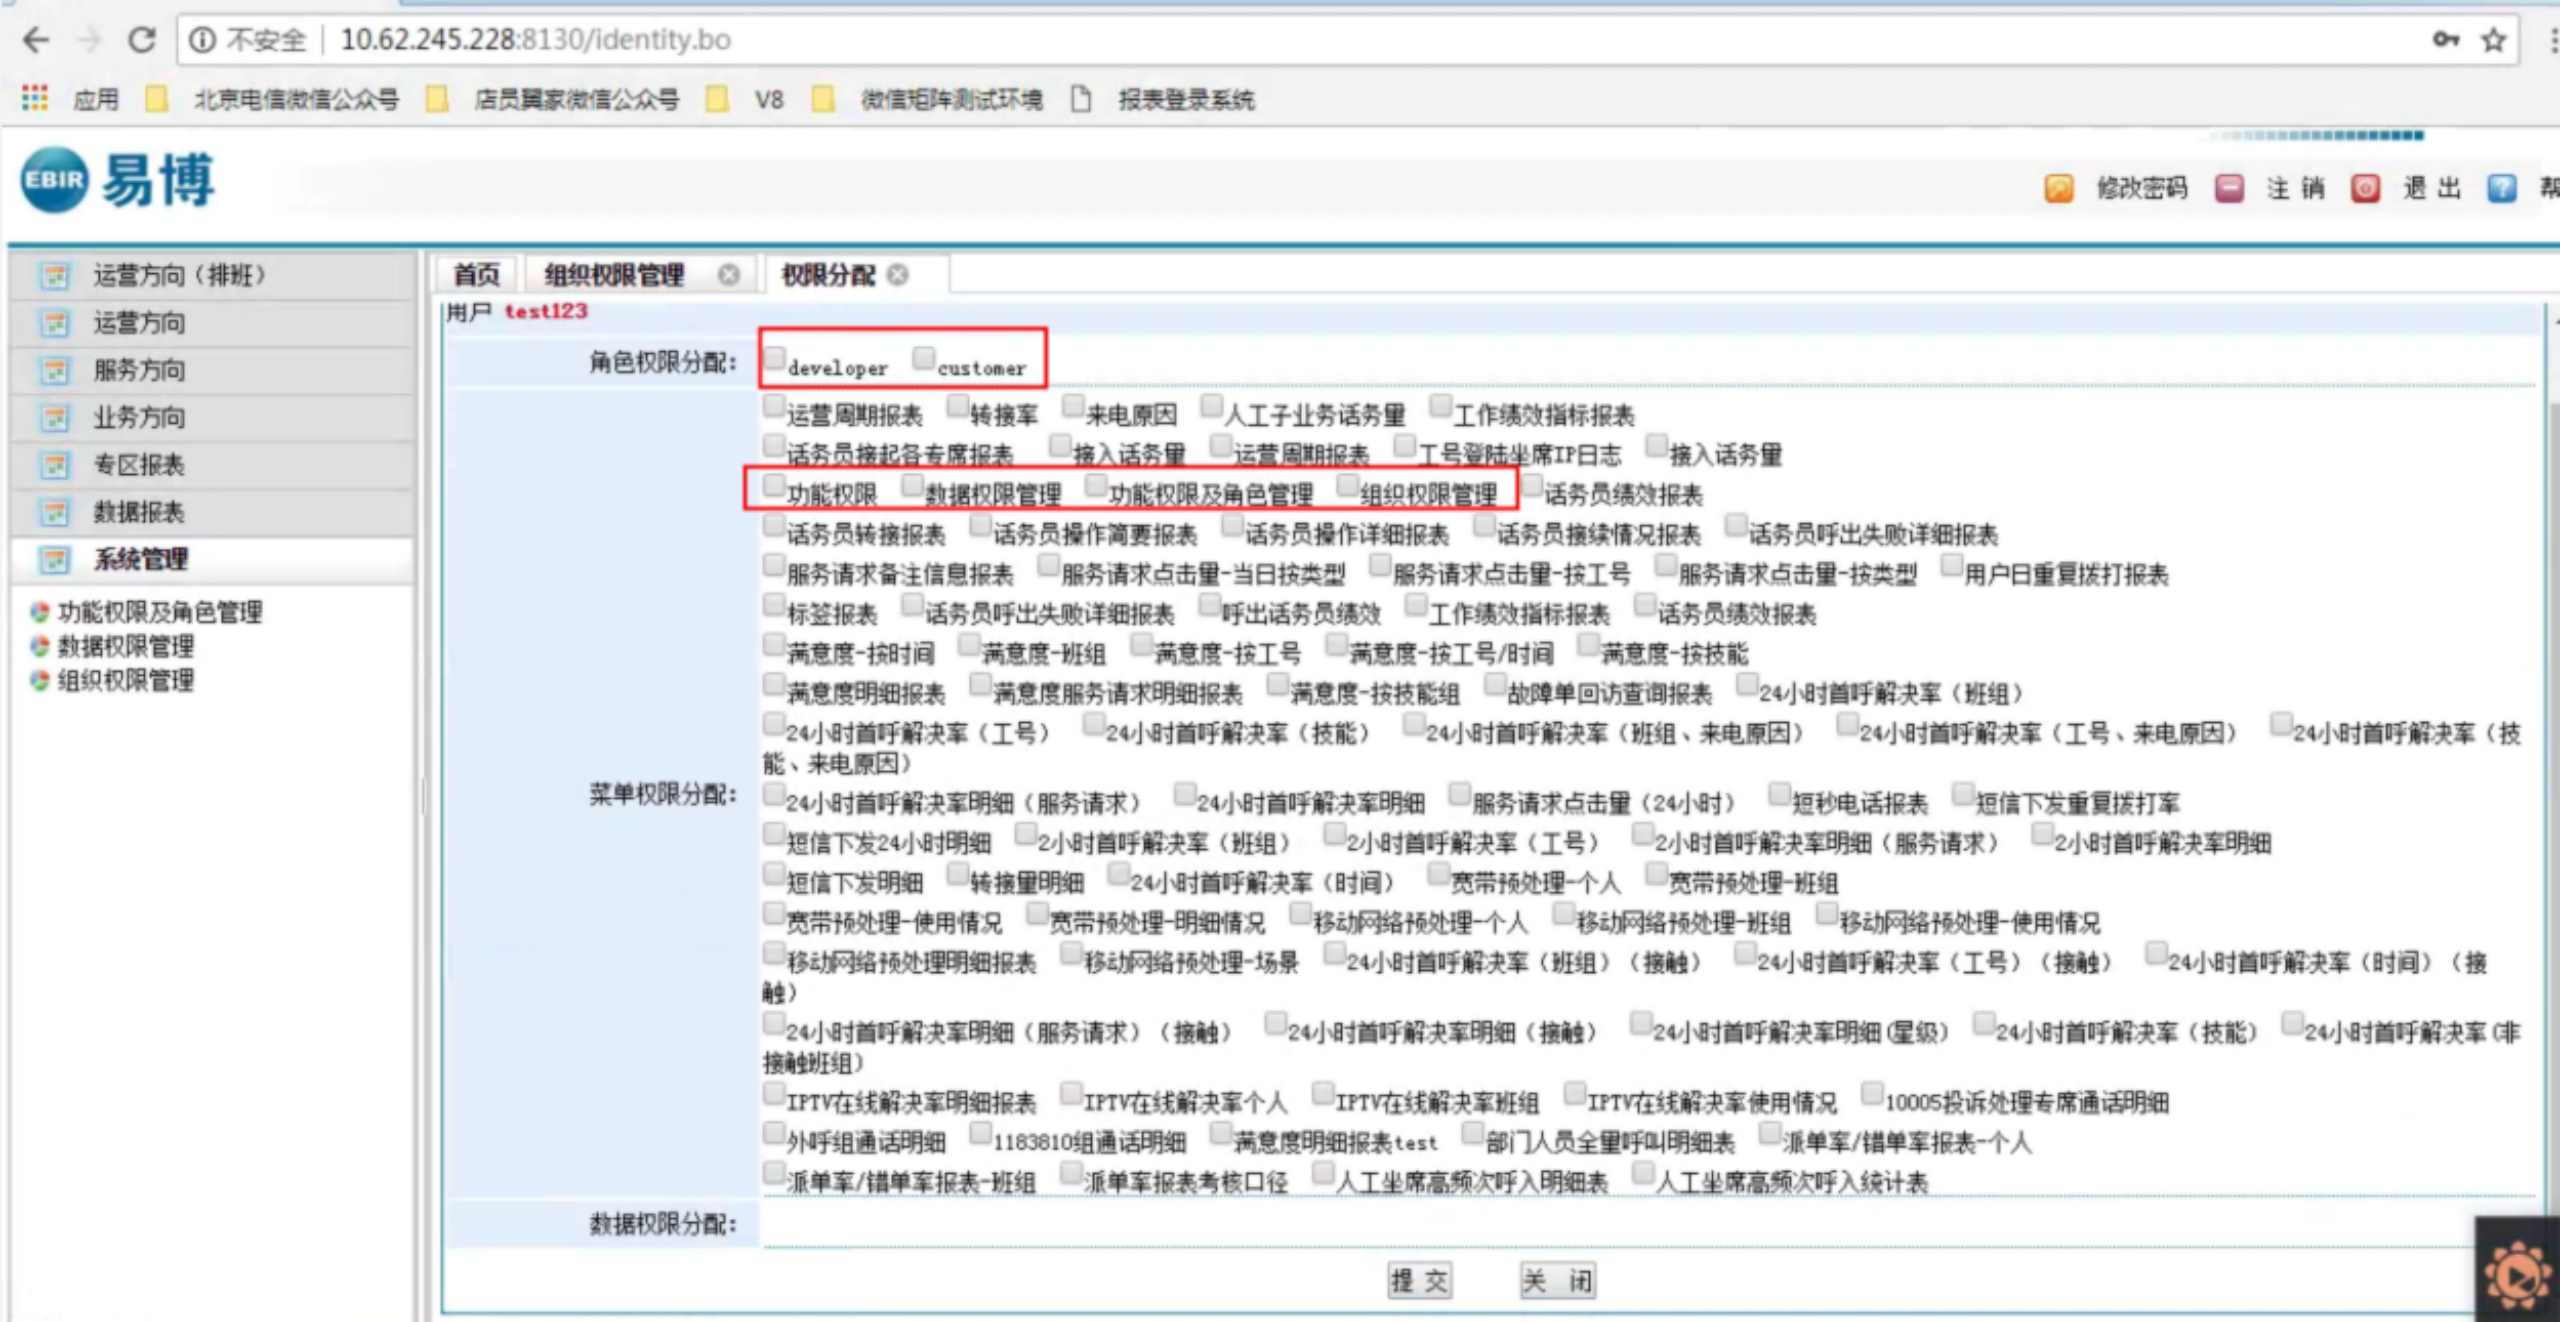 不安全 10.62.245.228:8130/identity.bo
应用 北京电信微信公众号 店员翼家微信公众号 V8 微信矩阵测试环境 报表登录系统
EBIR 易博
修改密码 注 销 退 出 帮
运营方向（排班）
运营方向
服务方向
业务方向
专区报表
数据报表
系统管理
功能权限及角色管理
数据权限管理
组织权限管理
首页 组织权限管理 权限分配
用户 test123
角色权限分配： developer customer
菜单权限分配：
运营周期报表 转接率 来电原因 人工子业务话务量 工作绩效指标报表
话务员接起各专席报表 接入话务量 运营周期报表 工号登陆坐席IP日志 接入话务量
功能权限 数据权限管理 功能权限及角色管理 组织权限管理 话务员绩效报表
话务员转接报表 话务员操作简要报表 话务员操作详细报表 话务员接续情况报表 话务员呼出失败详细报表
服务请求备注信息报表 服务请求点击量-当日按类型 服务请求点击量-按工号 服务请求点击量-按类型 用户日重复拨打报表
标签报表 话务员呼出失败详细报表 呼出话务员绩效 工作绩效指标报表 话务员绩效报表
满意度-按时间 满意度-班组 满意度-按工号 满意度-按工号/时间 满意度-按技能
满意度明细报表 满意度服务请求明细报表 满意度-按技能组 故障单回访查询报表 24小时首呼解决率（班组）
24小时首呼解决率（工号） 24小时首呼解决率（技能） 24小时首呼解决率（班组、来电原因） 24小时首呼解决率（工号、来电原因） 24小时首呼解决率（技
能、来电原因）
24小时首呼解决率明细（服务请求） 24小时首呼解决率明细 服务请求点击量（24小时） 短秒电话报表 短信下发重复拨打率
短信下发24小时明细 2小时首呼解决率（班组） 2小时首呼解决率（工号） 2小时首呼解决率明细（服务请求） 2小时首呼解决率明细
短信下发明细 转接量明细 24小时首呼解决率（时间） 宽带预处理-个人 宽带预处理-班组
宽带预处理-使用情况 宽带预处理-明细情况 移动网络预处理-个人 移动网络预处理-班组 移动网络预处理-使用情况
移动网络预处理明细报表 移动网络预处理-场景 24小时首呼解决率（班组）（接触） 24小时首呼解决率（工号）（接触） 24小时首呼解决率（时间）（接
触）
24小时首呼解决率明细（服务请求）（接触） 24小时首呼解决率明细（接触） 24小时首呼解决率明细(星级) 24小时首呼解决率（技能） 24小时首呼解决率(非
接触班组)
IPTV在线解决率明细报表 IPTV在线解决率个人 IPTV在线解决率班组 IPTV在线解决率使用情况 10005投诉处理专席通话明细
外呼组通话明细 1183810组通话明细 满意度明细报表test 部门人员全量呼叫明细表 派单率/错单率报表-个人
派单率/错单率报表-班组 派单率报表考核口径 人工坐席高频次呼入明细表 人工坐席高频次呼入统计表
数据权限分配：
提 交 关 闭